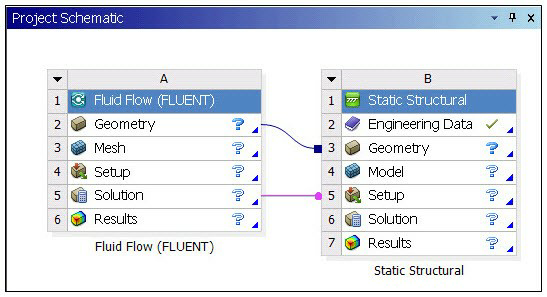 Project Schematic
A
1 Fluid Flow (FLUENT)
2 Geometry ?
3 Mesh ?
4 Setup ?
5 Solution ?
6 Results ?
Fluid Flow (FLUENT)
B
1 Static Structural
2 Engineering Data ✓
3 Geometry ?
4 Model ?
5 Setup ?
6 Solution ?
7 Results ?
Static Structural